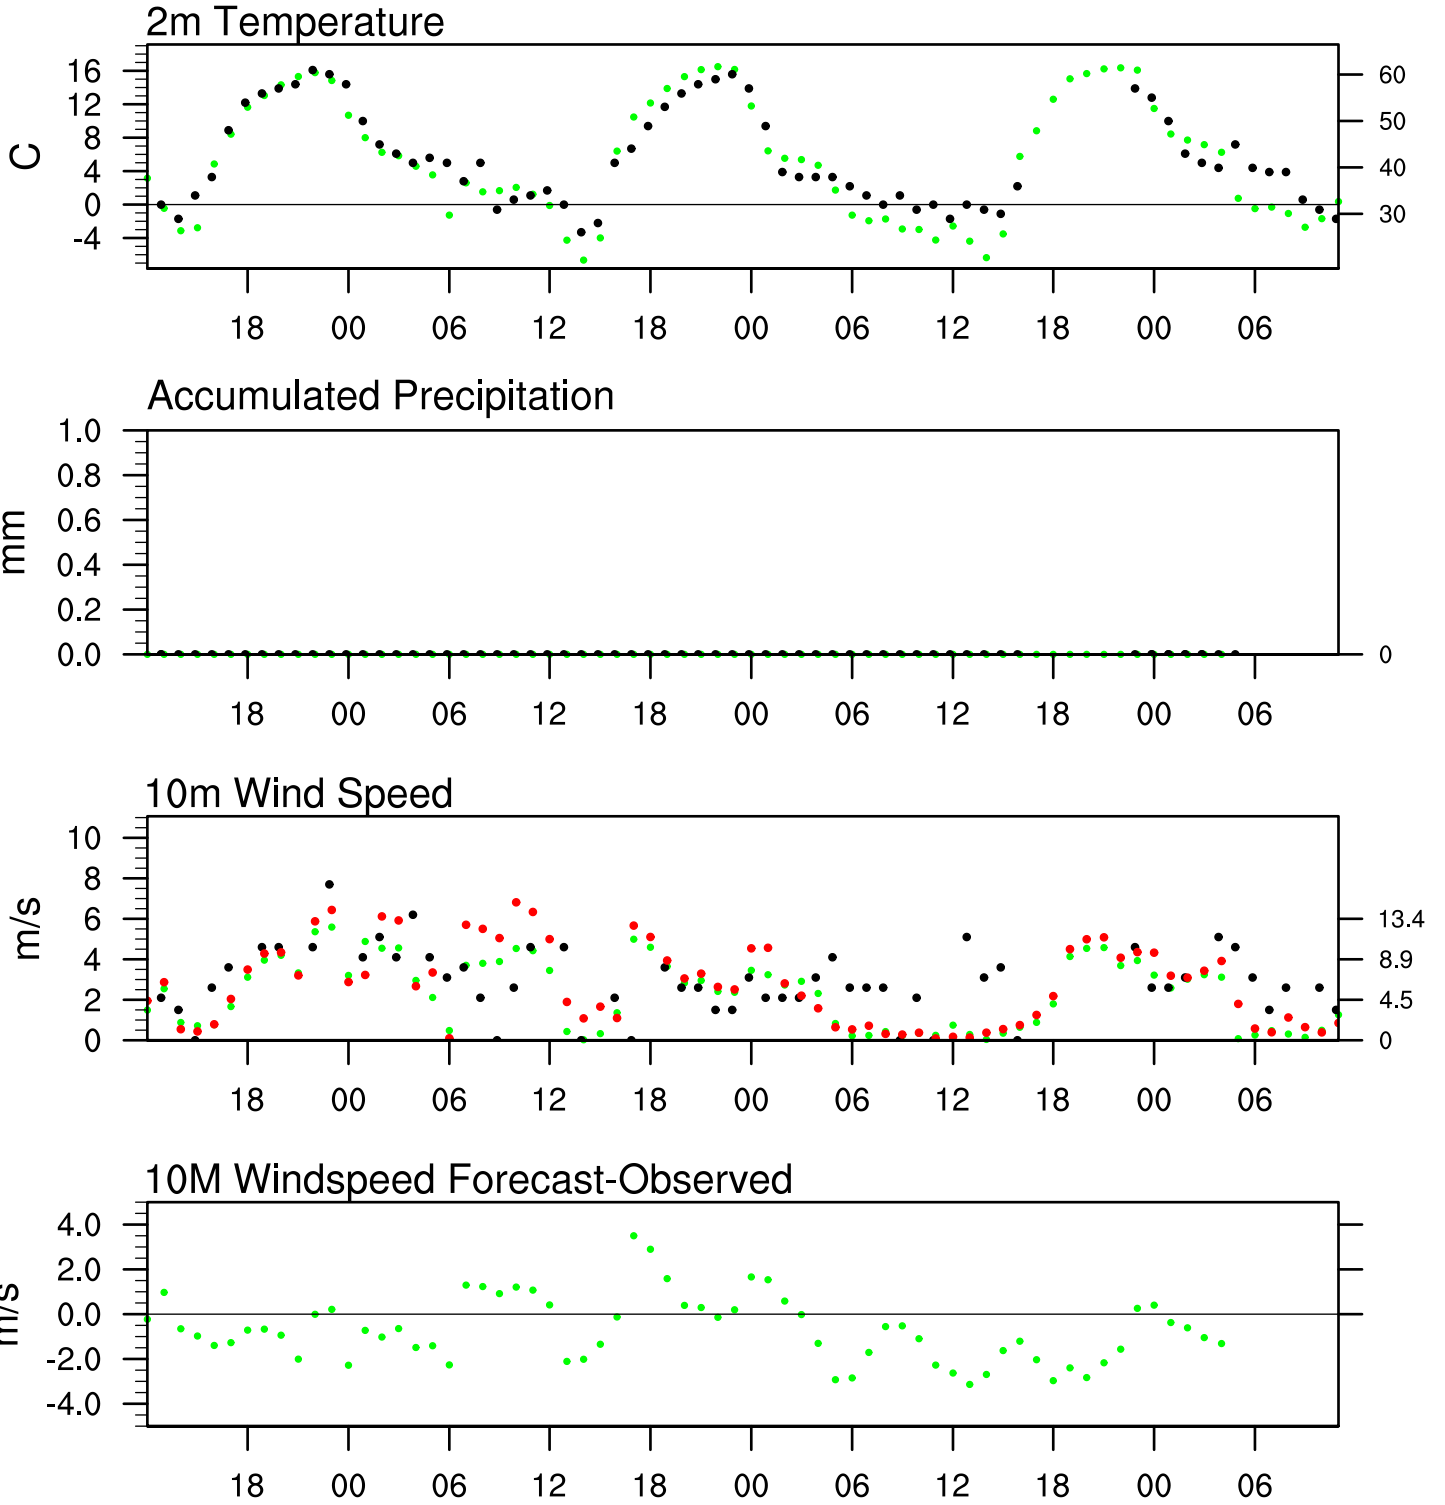 2m Temperature
16
12
8
4
0
-4
C
60
50
40
30
18 00 06 12 18 00 06 12 18 00 06
Accumulated Precipitation
1.0
0.8
0.6
0.4
0.2
0.0
mm
0
18 00 06 12 18 00 06 12 18 00 06
10m Wind Speed
10
8
6
4
2
0
m/s
13.4
8.9
4.5
0
18 00 06 12 18 00 06 12 18 00 06
10M Windspeed Forecast-Observed
4.0
2.0
0.0
-2.0
-4.0
m/s
18 00 06 12 18 00 06 12 18 00 06